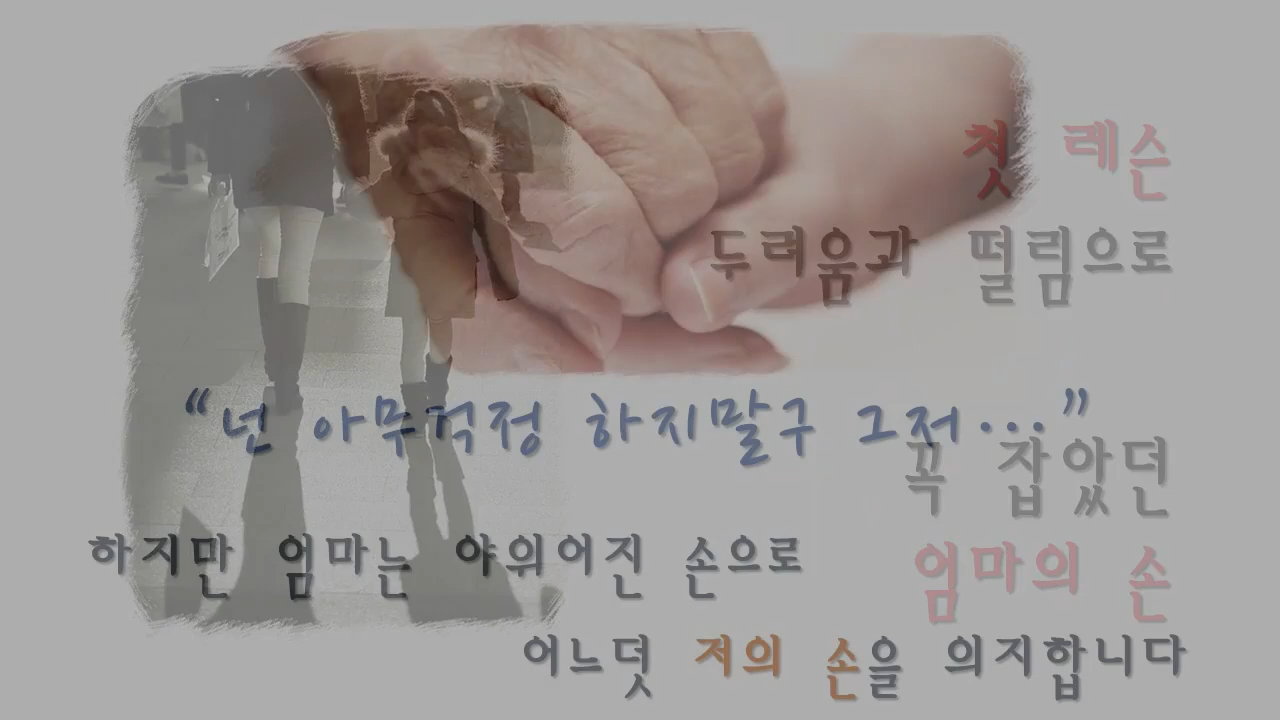 첫 레슨
두려움과 떨림으로
“넌 아무걱정 하지말구 그저...”
꼭 잡았던
하지만 엄마는 야위어진 손으로
엄마의 손
어느덧 저의 손을 의지합니다